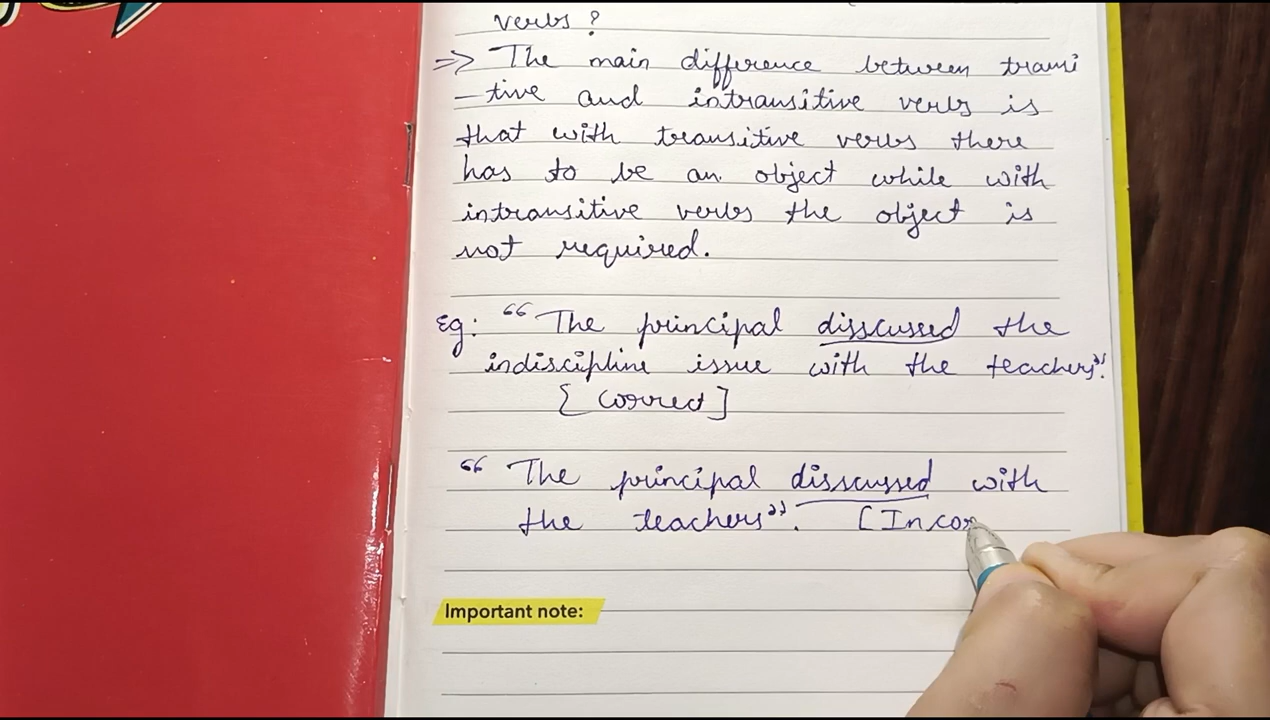 verbs ?
=> The main difference between transi
- tive and intransitive verbs is
that with transitive verbs there
has to be an object while with
intransitive verbs the object is
not required.
Eg: “ The principal disscussed the
indiscipline issue with the teachers”.
[ Correct ]
“ The principal disscussed with
the teachers”. [ Incor
Important note: